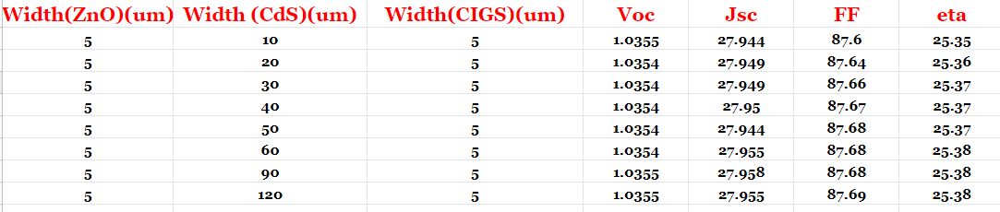 Width(ZnO)(um) Width (CdS)(um) Width(CIGS)(um) Voc Jsc FF eta
5 10 5 1.0355 27.944 87.6 25.35
5 20 5 1.0354 27.949 87.64 25.36
5 30 5 1.0354 27.949 87.66 25.37
5 40 5 1.0354 27.95 87.67 25.37
5 50 5 1.0354 27.944 87.68 25.37
5 60 5 1.0354 27.955 87.68 25.38
5 90 5 1.0355 27.958 87.68 25.38
5 120 5 1.0355 27.955 87.69 25.38